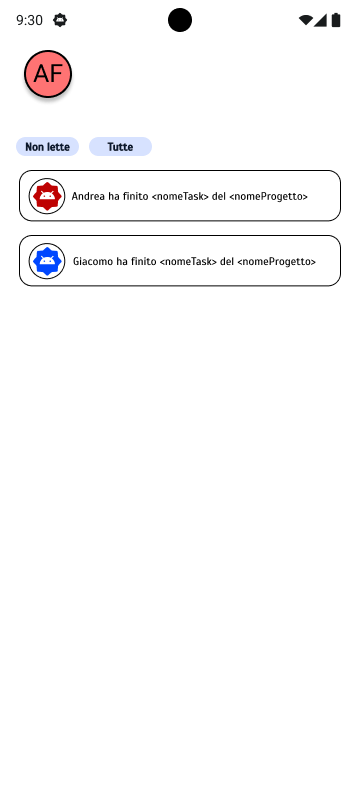 9:30
AF
Non lette
Tutte
Andrea ha finito <nomeTask> del <nomeProgetto>
Giacomo ha finito <nomeTask> del <nomeProgetto>